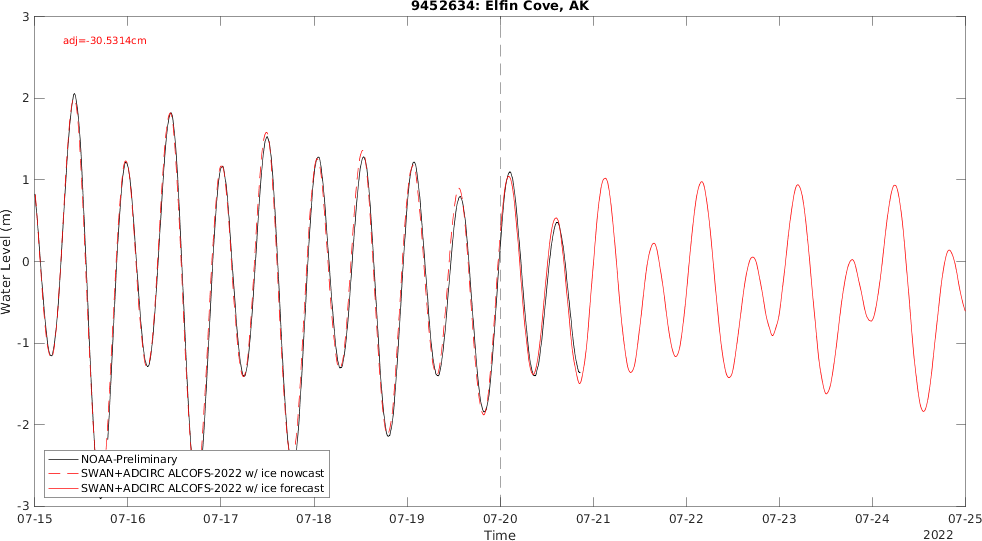 9452634: Elfin Cove, AK
adj=-30.5314cm
Water Level (m)
3
2
1
0
-1
-2
-3
NOAA-Preliminary
SWAN+ADCIRC ALCOFS-2022 w/ ice nowcast
SWAN+ADCIRC ALCOFS-2022 w/ ice forecast
07-15 07-16 07-17 07-18 07-19 07-20 07-21 07-22 07-23 07-24 07-25
Time
2022